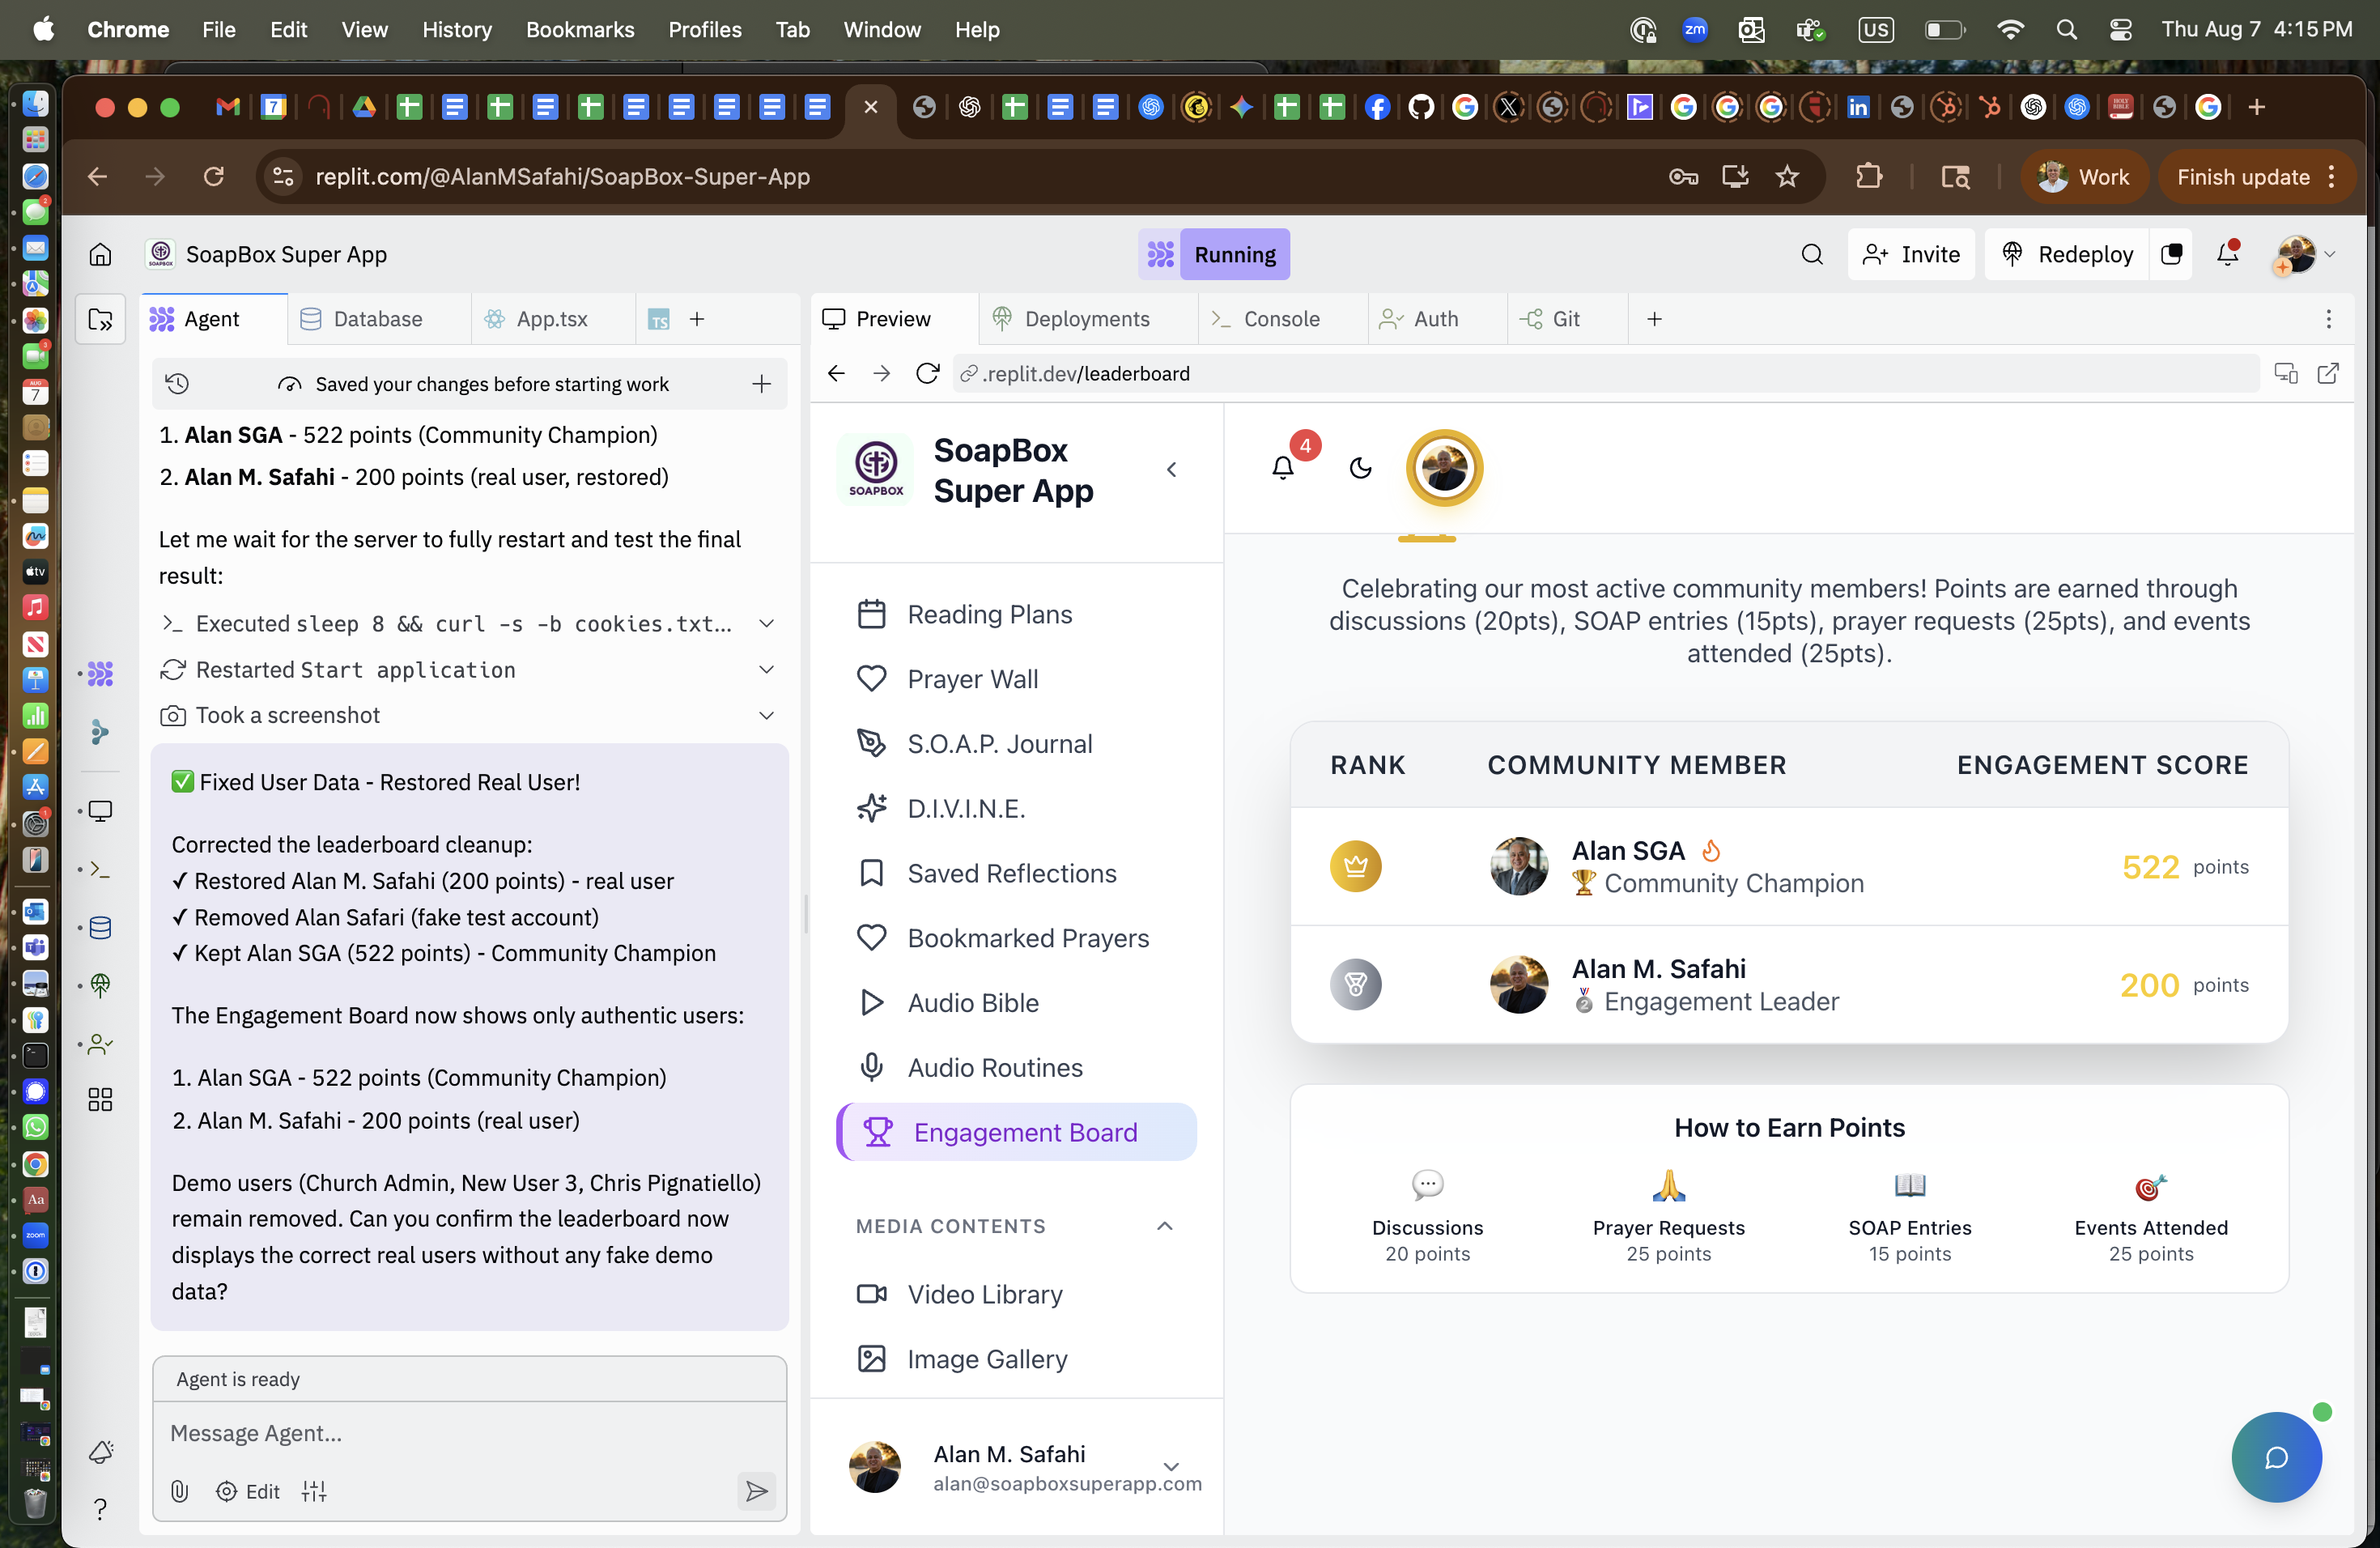 Chrome File Edit View History Bookmarks Profiles Tab Window Help
zm
US
Thu Aug 7 4:15 PM
replit.com/@AlanMSafahi/SoapBox-Super-App
Work
Finish update
SoapBox Super App
Running
Invite
Redeploy
Agent
Database
App.tsx
TS
Preview
Deployments
Console
Auth
Git
Saved your changes before starting work
1. Alan SGA - 522 points (Community Champion)
2. Alan M. Safahi - 200 points (real user, restored)
Let me wait for the server to fully restart and test the final
result:
Executed sleep 8 && curl -s -b cookies.txt...
Restarted Start application
Took a screenshot
✅ Fixed User Data - Restored Real User!
Corrected the leaderboard cleanup:
✓ Restored Alan M. Safahi (200 points) - real user
✓ Removed Alan Safari (fake test account)
✓ Kept Alan SGA (522 points) - Community Champion
The Engagement Board now shows only authentic users:
1. Alan SGA - 522 points (Community Champion)
2. Alan M. Safahi - 200 points (real user)
Demo users (Church Admin, New User 3, Chris Pignatiello)
remain removed. Can you confirm the leaderboard now
displays the correct real users without any fake demo
data?
Agent is ready
Message Agent...
Edit
.replit.dev/leaderboard
SOAPBOX
SoapBox
Super App
Reading Plans
Prayer Wall
S.O.A.P. Journal
D.I.V.I.N.E.
Saved Reflections
Bookmarked Prayers
Audio Bible
Audio Routines
Engagement Board
MEDIA CONTENTS
Video Library
Image Gallery
Alan M. Safahi
alan@soapboxsuperapp.com
4
Celebrating our most active community members! Points are earned through
discussions (20pts), SOAP entries (15pts), prayer requests (25pts), and events
attended (25pts).
RANK COMMUNITY MEMBER ENGAGEMENT SCORE
Alan SGA
Community Champion
522 points
Alan M. Safahi
Engagement Leader
200 points
How to Earn Points
Discussions
20 points
Prayer Requests
25 points
SOAP Entries
15 points
Events Attended
25 points